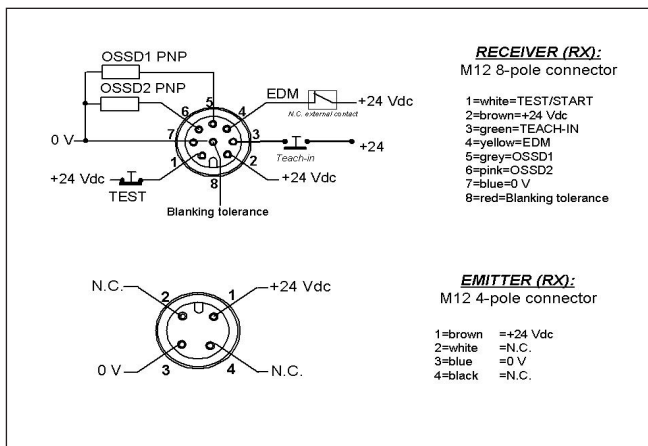 OSSD1 PNP
OSSD2 PNP
EDM
+24 Vdc
N.C. external contact
5
6
4
0 V
7
3
Teach-in
+24
1
2
+24 Vdc
TEST
+24 Vdc
8
Blanking tolerance
RECEIVER (RX):
M12 8-pole connector
1=white=TEST/START
2=brown=+24 Vdc
3=green=TEACH-IN
4=yellow=EDM
5=grey=OSSD1
6=pink=OSSD2
7=blue=0 V
8=red=Blanking tolerance
N.C.
2
1
+24 Vdc
0 V
3
4
N.C.
EMITTER (RX):
M12 4-pole connector
1=brown =+24 Vdc
2=white =N.C.
3=blue =0 V
4=black =N.C.